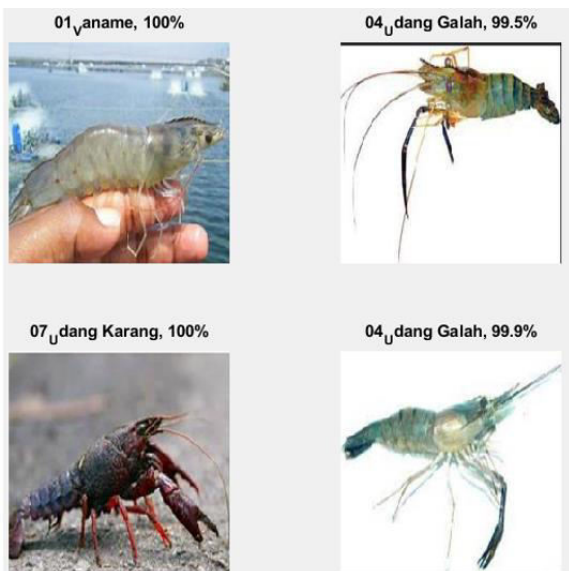 01_Vaname, 100%
04_Udang Galah, 99.5%
07_Udang Karang, 100%
04_Udang Galah, 99.9%